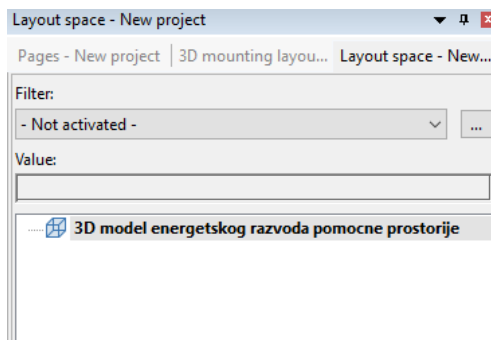 Layout space - New project
Pages - New project 3D mounting layou... Layout space - New...
Filter:
- Not activated -
...
Value:
3D model energetskog razvoda pomocne prostorije